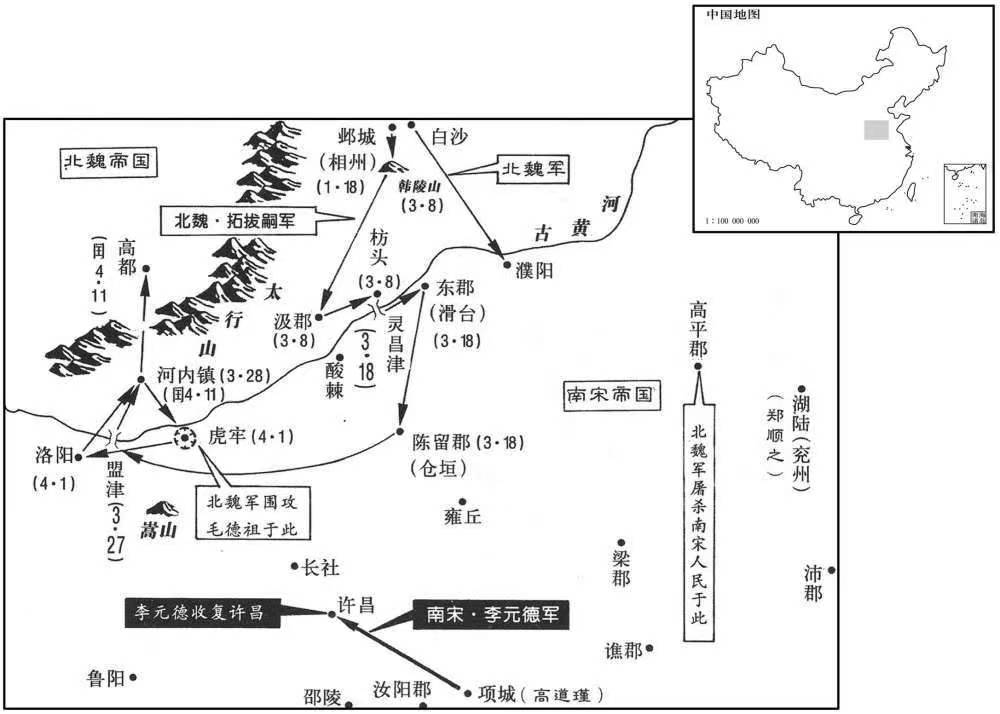 中国地图
1：100 000 000
南海诸岛
北魏帝国
邺城
(相州)
(1·18)
白沙
韩陵山
(3·8)
北魏军
北魏·拓拔嗣军
古黄河
高都
(闰4·11)
太行山
枋头
(3·8)
濮阳
汲郡
(3·8)
东郡
(滑台)
(3·18)
灵昌津
(3·18)
酸棘
高平郡
河内镇(3·28)
(闰4·11)
南宋帝国
湖陆(兖州)
(郑顺之)
虎牢(4·1)
洛阳
(4·1)
盟津(3·27)
陈留郡(3·18)
(仓垣)
北魏军围攻
毛德祖于此
嵩山
雍丘
北魏军屠杀南宋人民于此
长社
梁郡
沛郡
李元德收复许昌
许昌
南宋·李元德军
谯郡
鲁阳
邵陵
汝阳郡
项城(高道瑾)